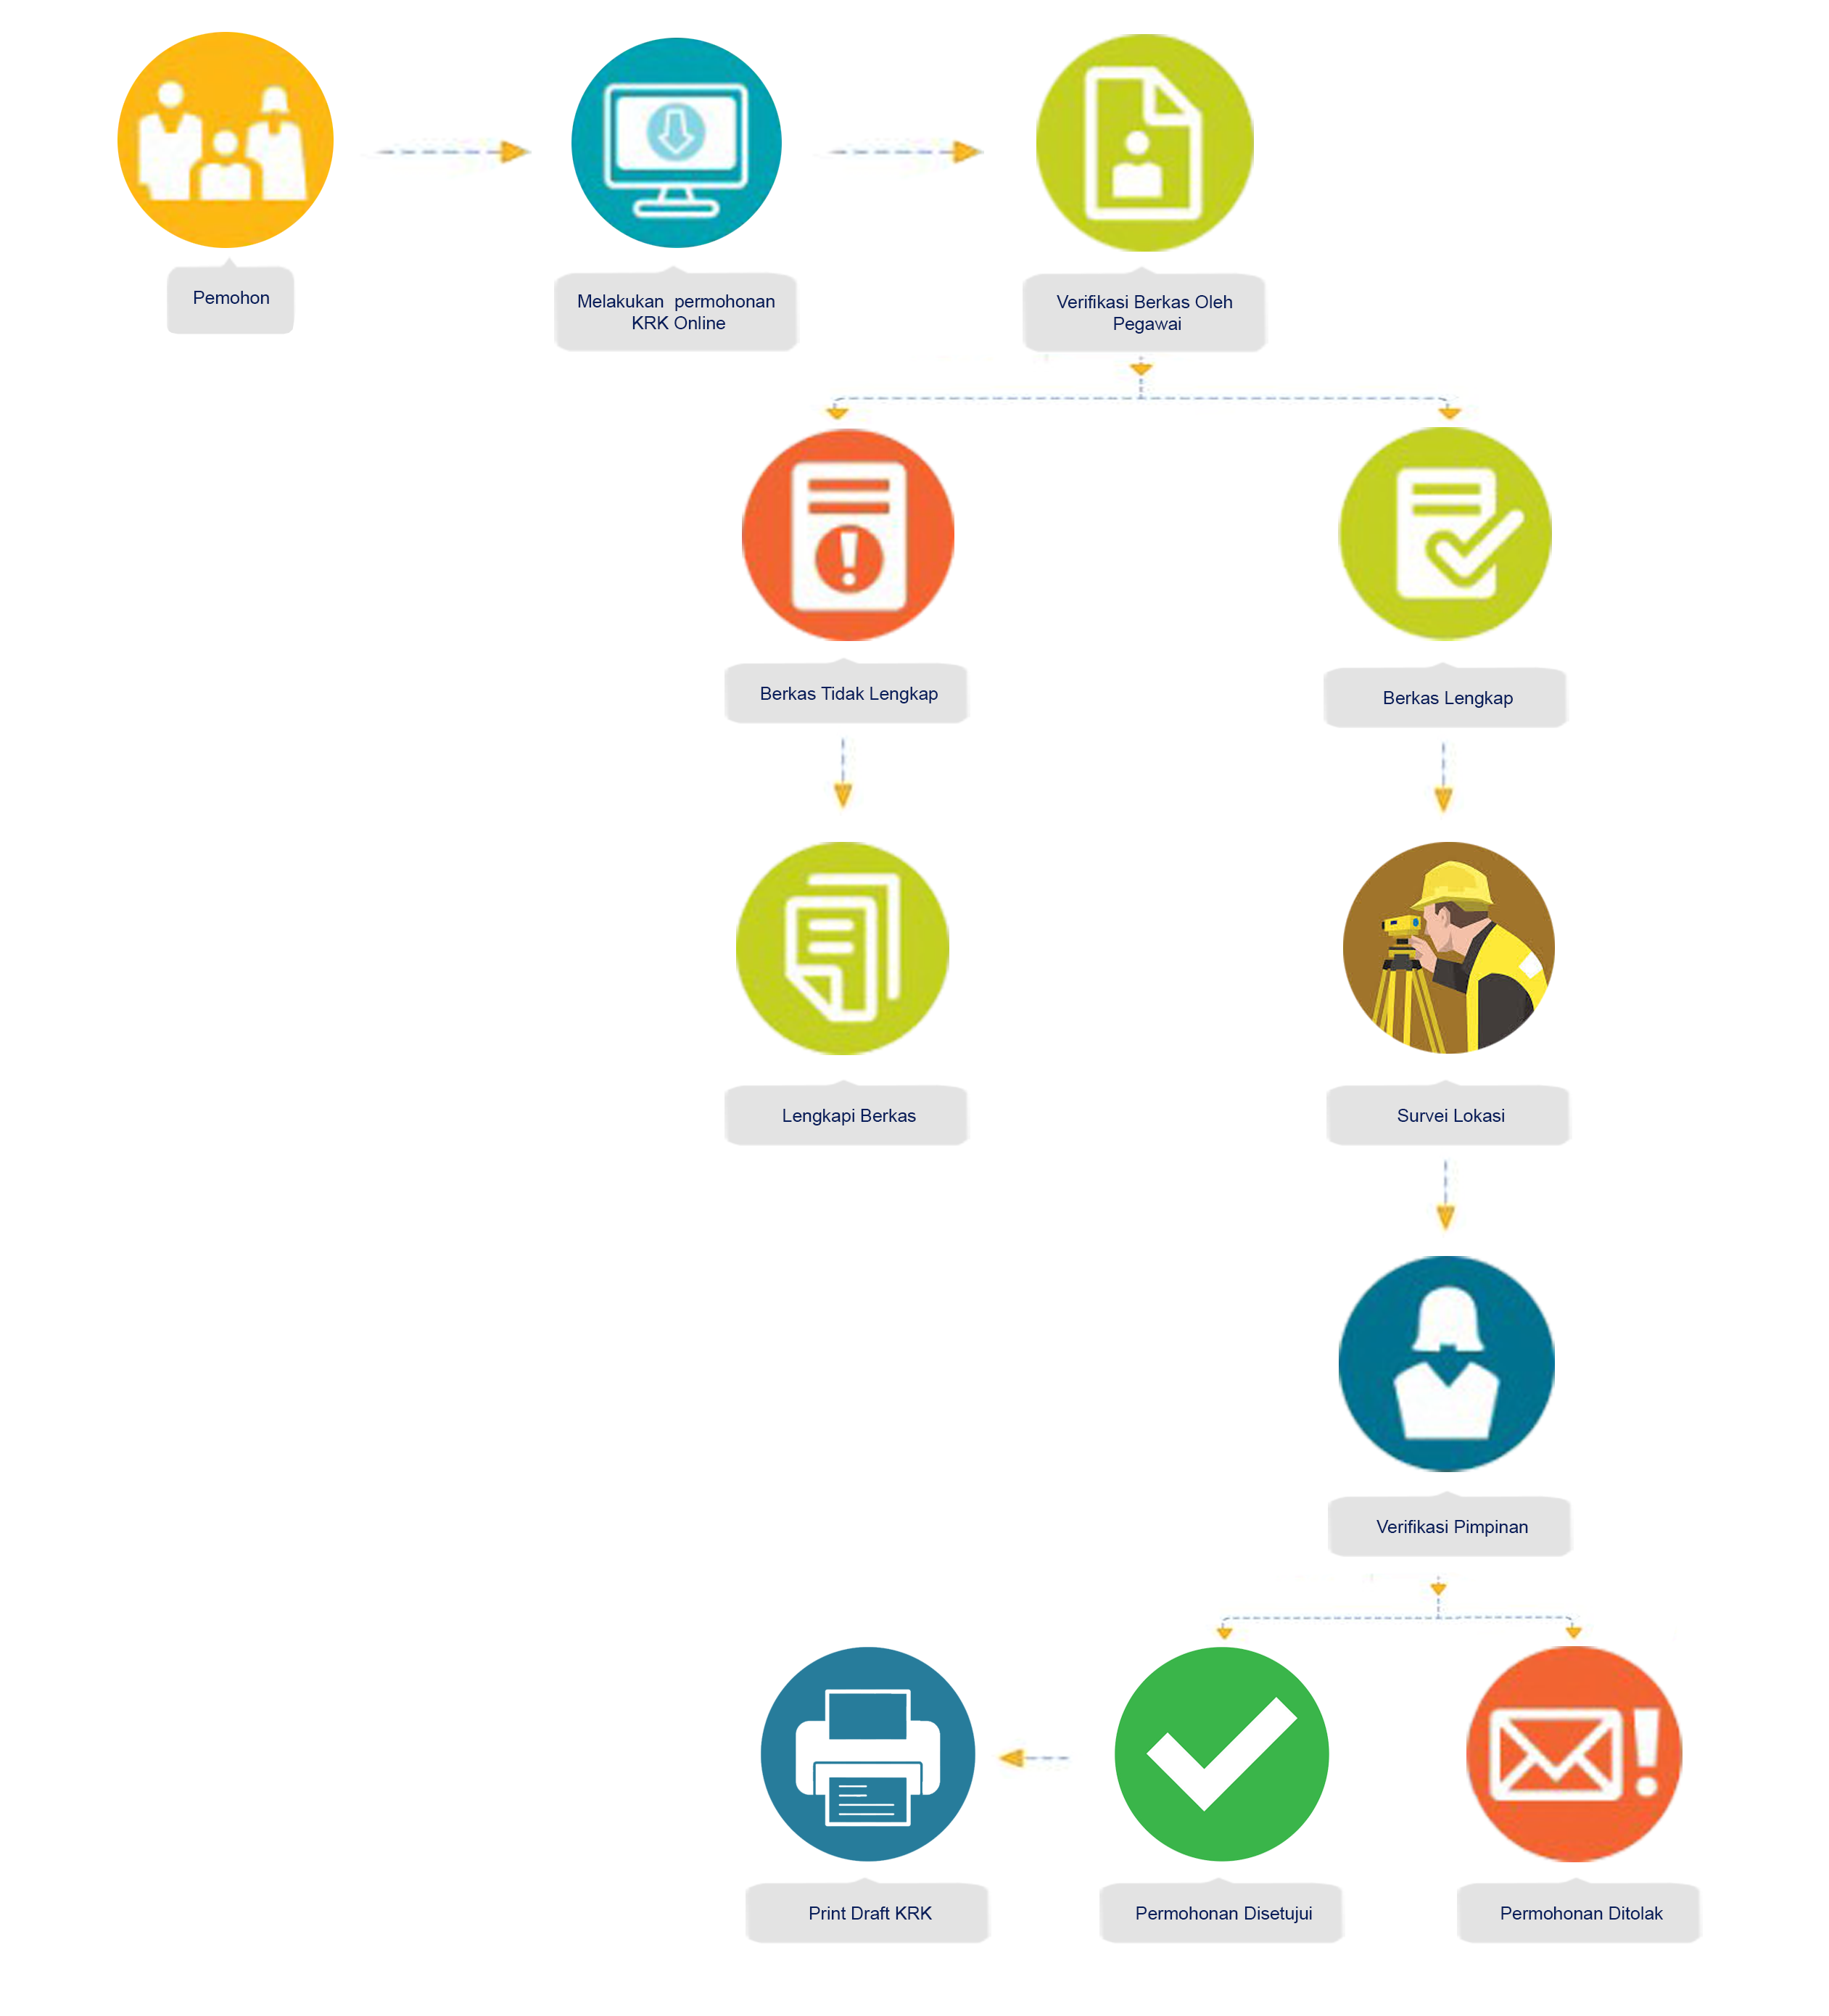 Pemohon
Melakukan permohonan
KRK Online
Verifikasi Berkas Oleh
Pegawai
Berkas Tidak Lengkap
Berkas Lengkap
Lengkapi Berkas
Survei Lokasi
Verifikasi Pimpinan
Print Draft KRK
Permohonan Disetujui
Permohonan Ditolak